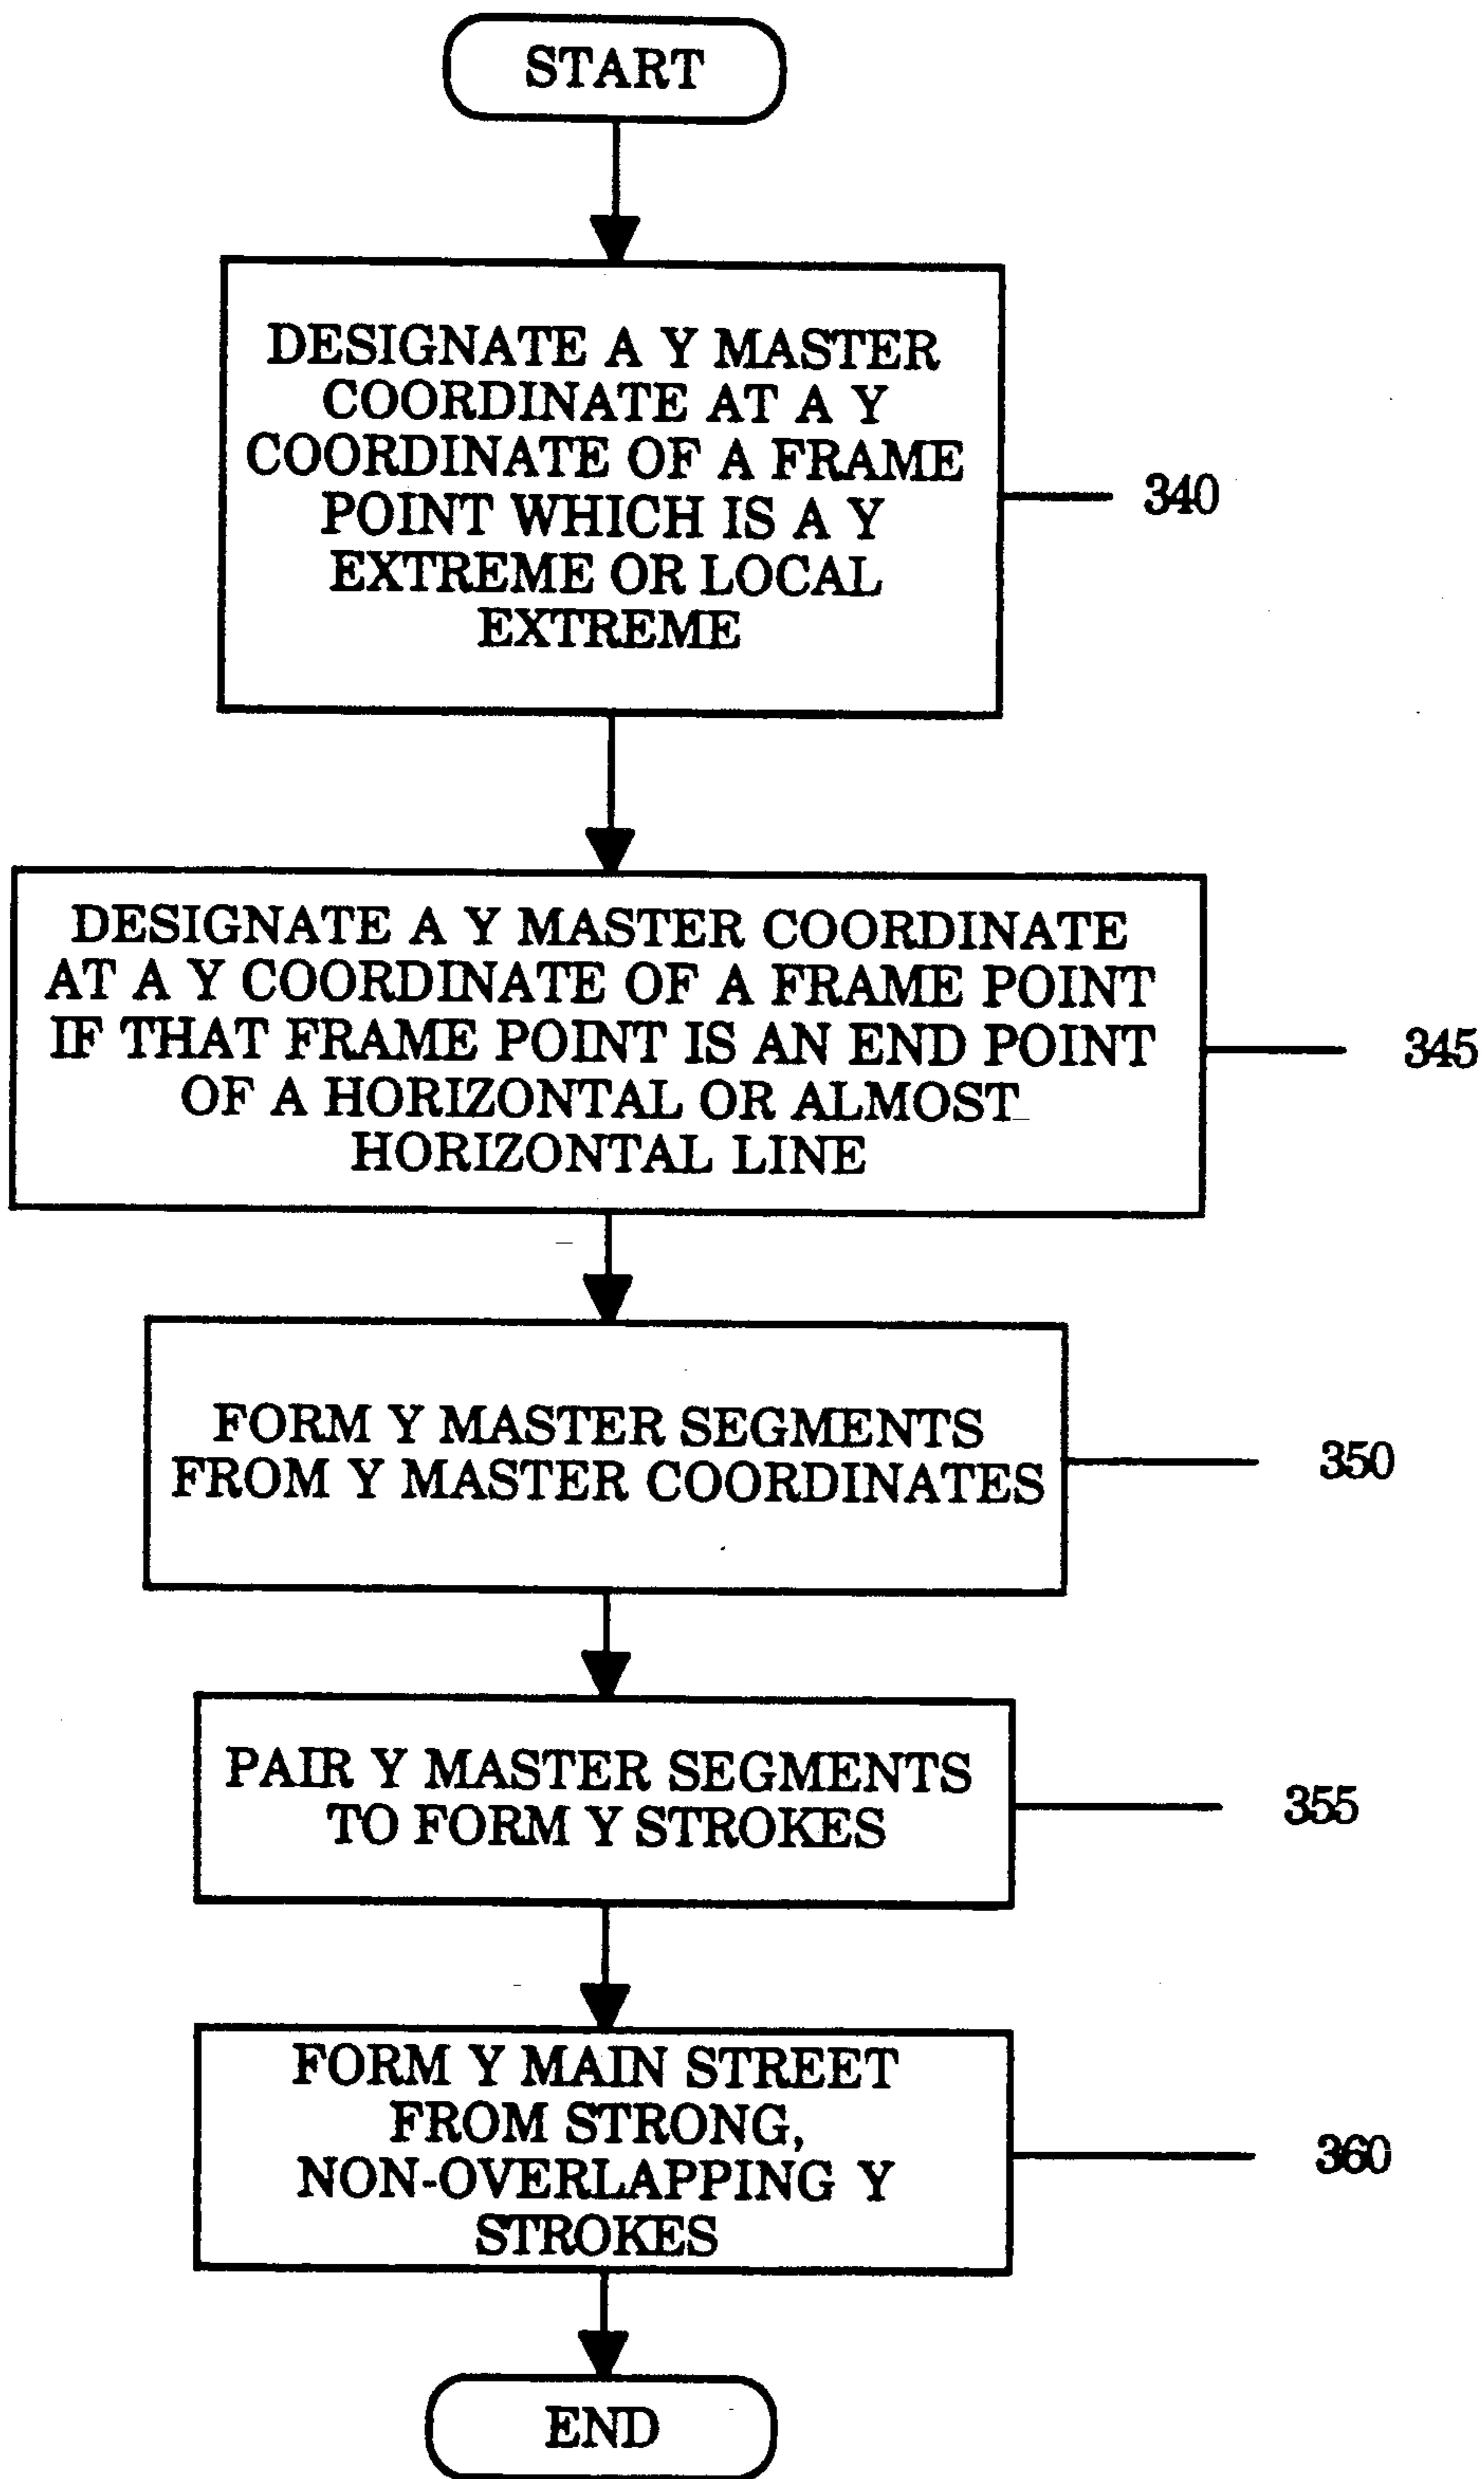 START
DESIGNATE A Y MASTER
COORDINATE AT A Y
COORDINATE OF A FRAME
POINT WHICH IS A Y
EXTREME OR LOCAL
EXTREME
340
DESIGNATE A Y MASTER COORDINATE
AT A Y COORDINATE OF A FRAME POINT
IF THAT FRAME POINT IS AN END POINT
OF A HORIZONTAL OR ALMOST
HORIZONTAL LINE
345
FORM Y MASTER SEGMENTS
FROM Y MASTER COORDINATES
350
PAIR Y MASTER SEGMENTS
TO FORM Y STROKES
355
FORM Y MAIN STREET
FROM STRONG,
NON-OVERLAPPING Y
STROKES
360
END